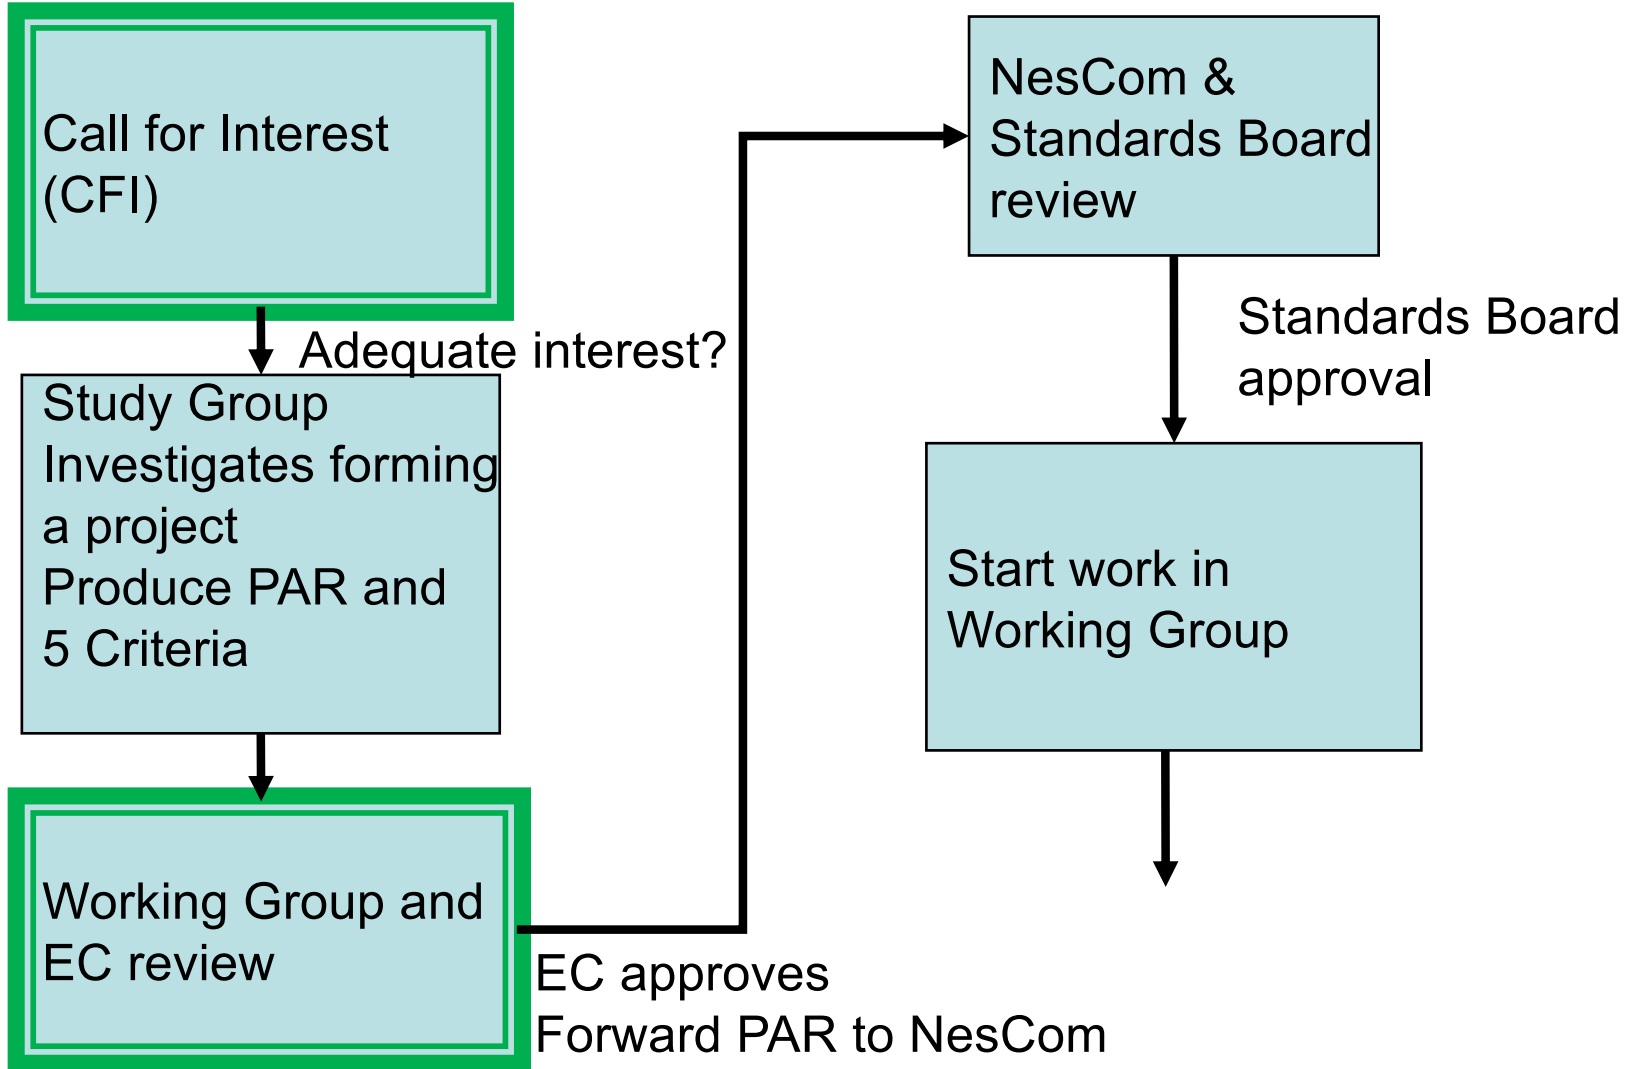 Call for Interest
(CFI)
Adequate interest?
Study Group
Investigates forming
a project
Produce PAR and
5 Criteria
Working Group and
EC review
EC approves
Forward PAR to NesCom
NesCom &
Standards Board
review
Standards Board
approval
Start work in
Working Group